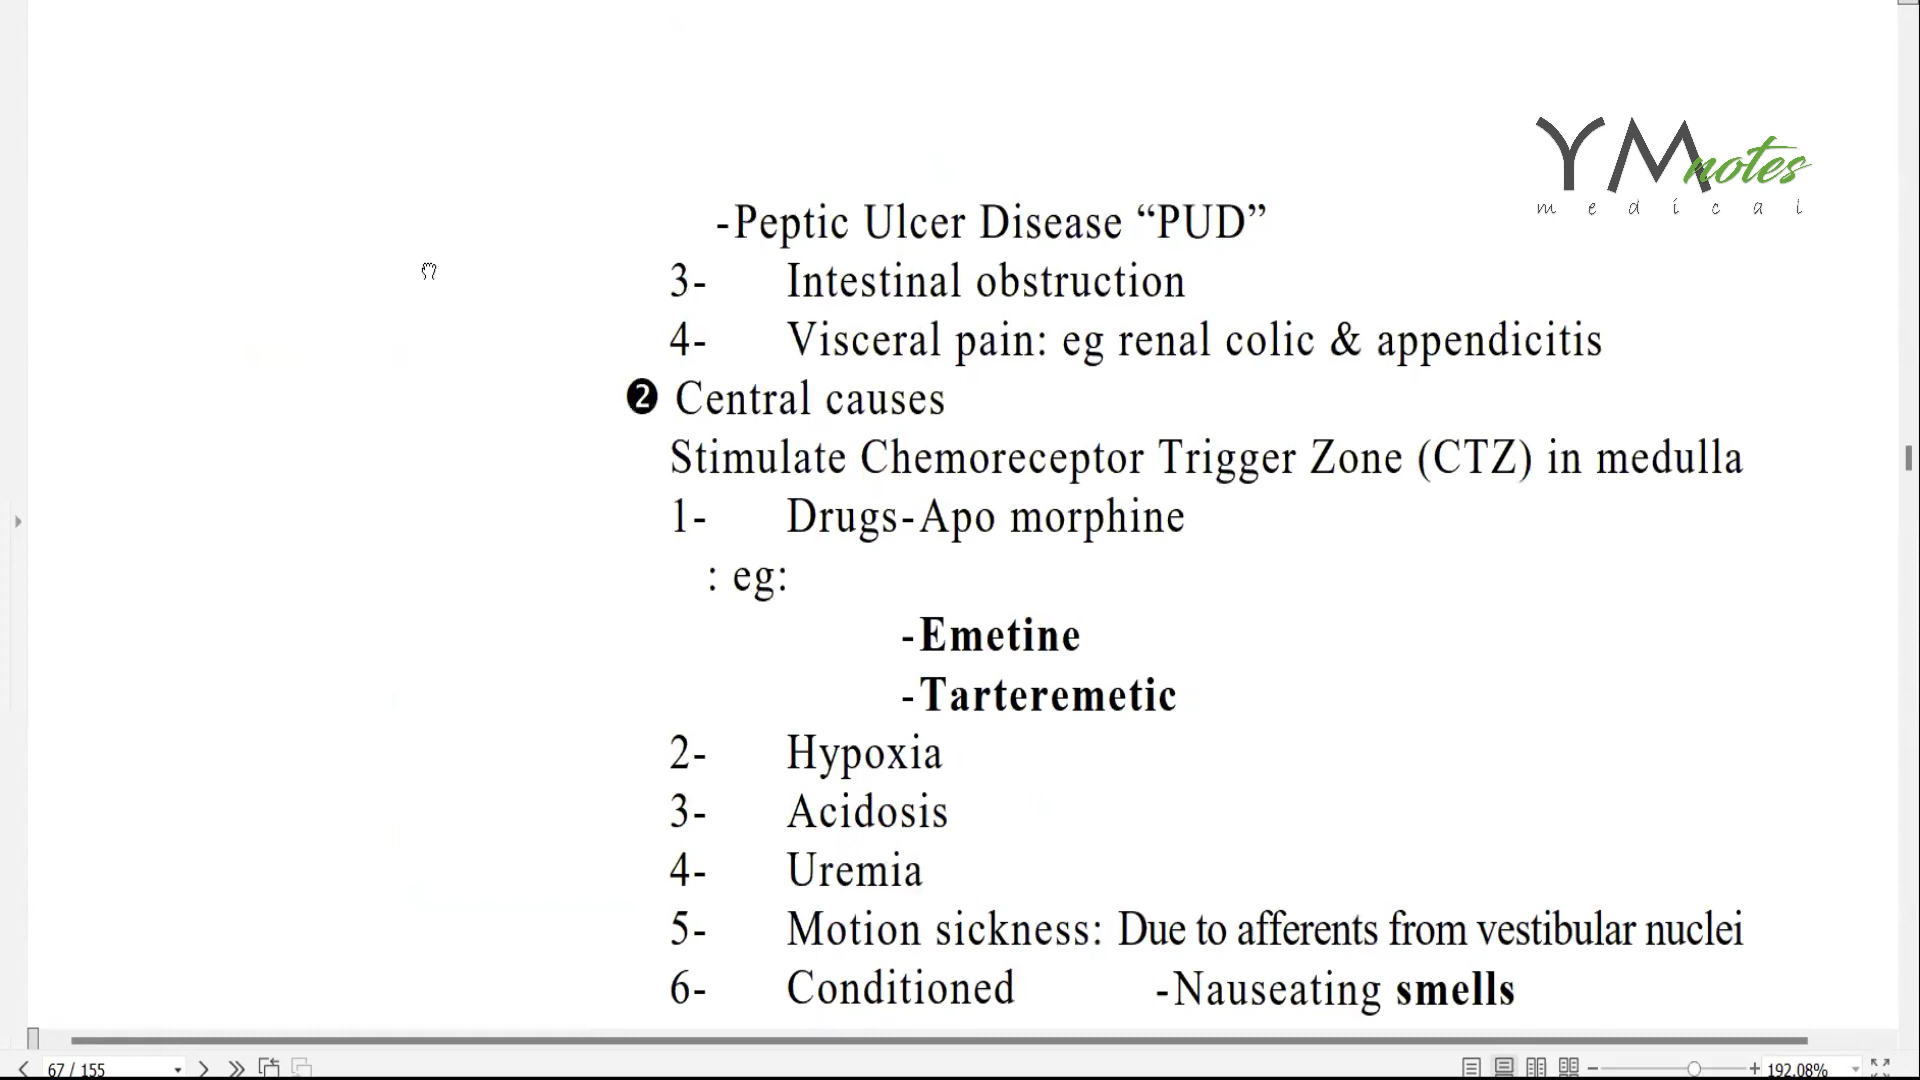 YM notes
medical
-Peptic Ulcer Disease “PUD”
3- Intestinal obstruction
4- Visceral pain: eg renal colic & appendicitis
❷ Central causes
Stimulate Chemoreceptor Trigger Zone (CTZ) in medulla
1- Drugs-Apo morphine
: eg:
-Emetine
-Tarteremetic
2- Hypoxia
3- Acidosis
4- Uremia
5- Motion sickness: Due to afferents from vestibular nuclei
6- Conditioned -Nauseating smells
67 / 155 192.08%